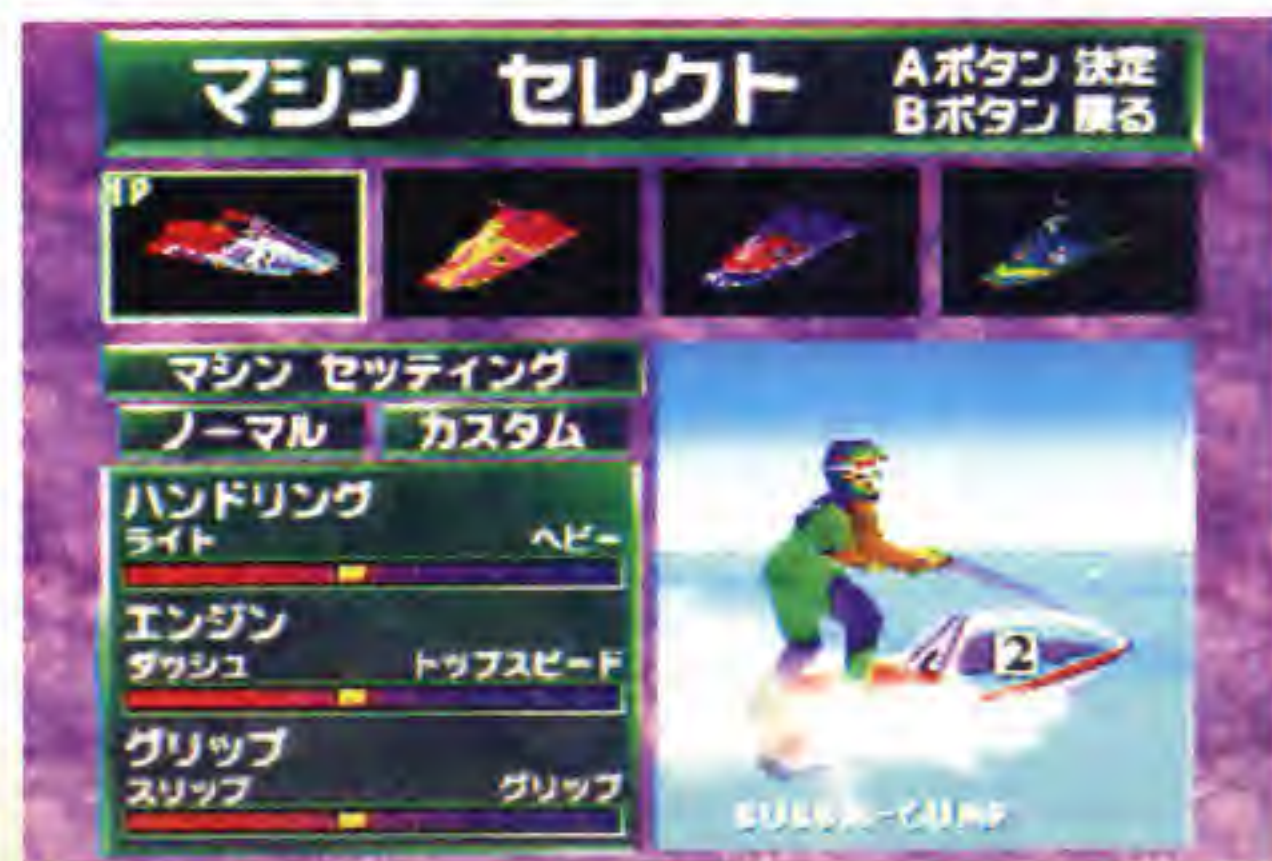 マシン セレクト
Aボタン 決定
Bボタン 戻る
1P
マシン セッティング
ノーマル カスタム
ハンドリング
ライト ヘビー
エンジン
ダッシュ トップスピード
グリップ
スリップ グリップ
2